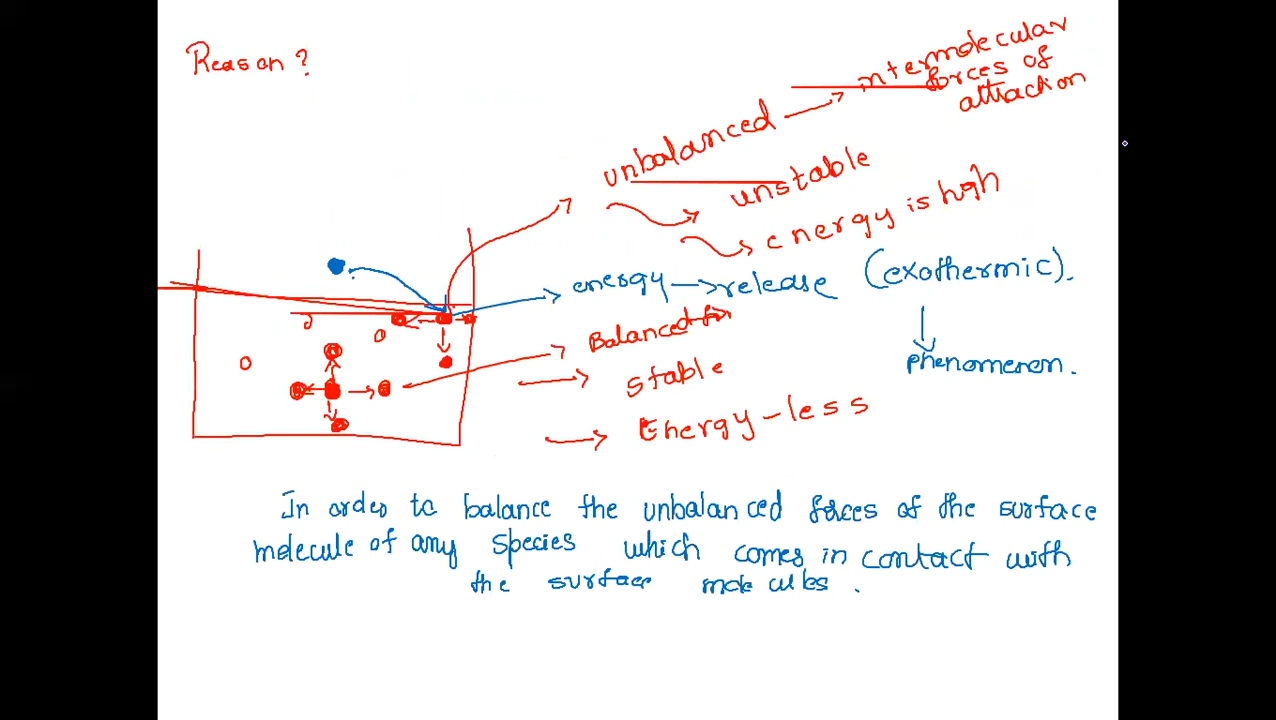 Reason?
unbalanced
intermolecular
forces of
attraction
unstable
energy is high
energy → release (exothermic).
phenomenon.
Balanced for
stable
Energy - less
In order to balance the unbalanced forces of the surface
molecule of any species which comes in contact with
the surface molecules.